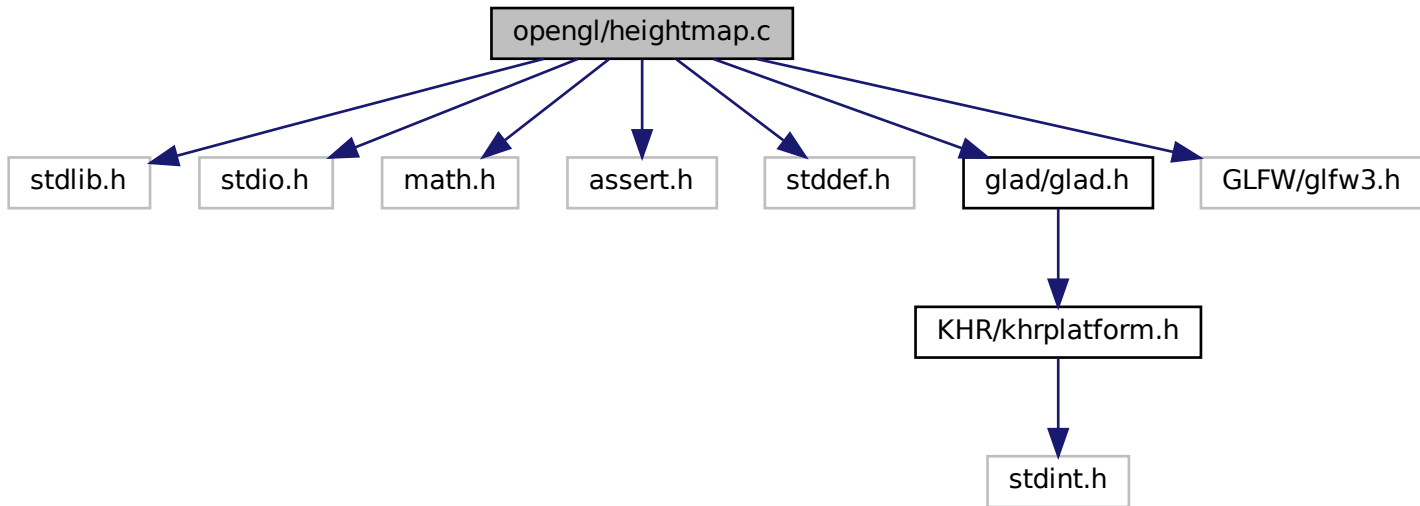 opengl/heightmap.c
stdlib.h
stdio.h
math.h
assert.h
stddef.h
glad/glad.h
GLFW/glfw3.h
KHR/khrplatform.h
stdint.h